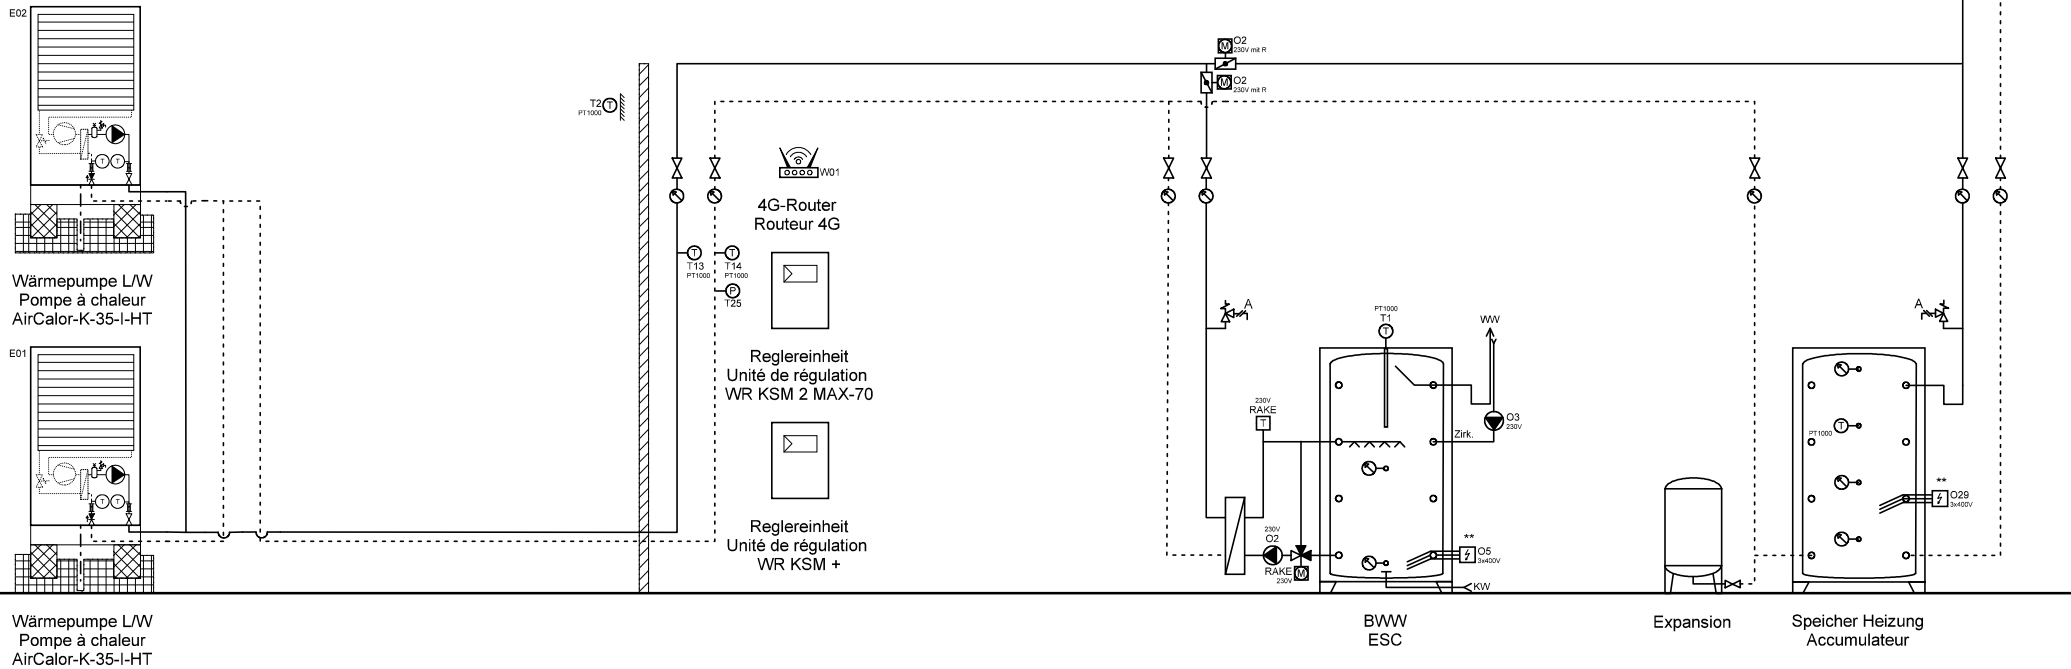 E02
Wärmepumpe L/W
Pompe à chaleur
AirCalor-K-35-I-HT
E01
Wärmepumpe L/W
Pompe à chaleur
AirCalor-K-35-I-HT
T2
T
PT1000
W01
4G-Router
Routeur 4G
T
T13
PT1000
T
T14
PT1000
P
T25
Reglereinheit
Unité de régulation
WR KSM 2 MAX-70
Reglereinheit
Unité de régulation
WR KSM +
M
O2
230V mit R
M
O2
230V mit R
A
230V
RAKE
T
230V
O2
RAKE
230V
M
PT1000
T1
T
WW
O3
230V
Zirk.
**
O5
3x400V
KW
BWW
ESC
Expansion
A
T
PT1000
**
O29
3x400V
Speicher Heizung
Accumulateur
T T
T T